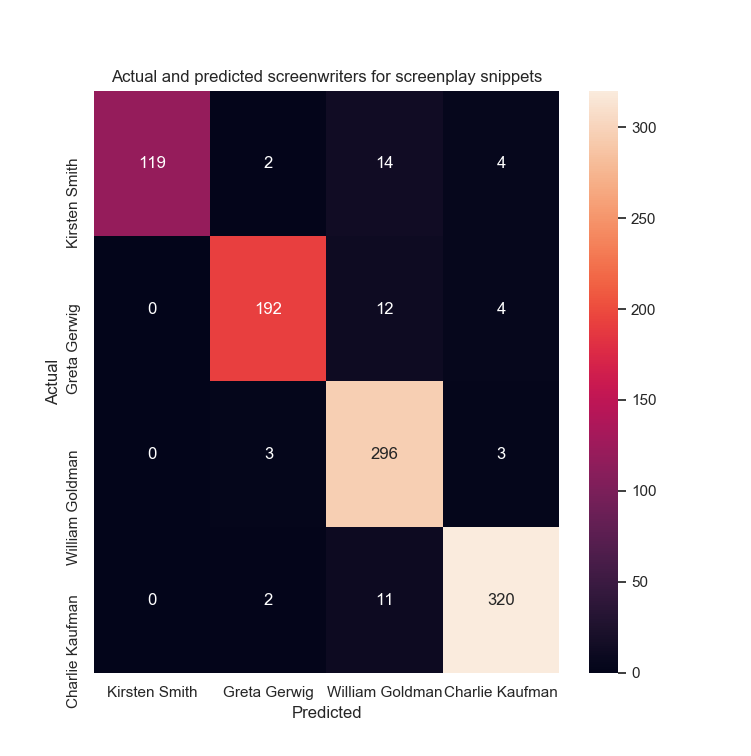 Actual and predicted screenwriters for screenplay snippets
Actual
Kirsten Smith
119 2 14 4
Greta Gerwig
0 192 12 4
William Goldman
0 3 296 3
Charlie Kaufman
0 2 11 320
Kirsten Smith Greta Gerwig William Goldman Charlie Kaufman
Predicted
300
250
200
150
100
50
0